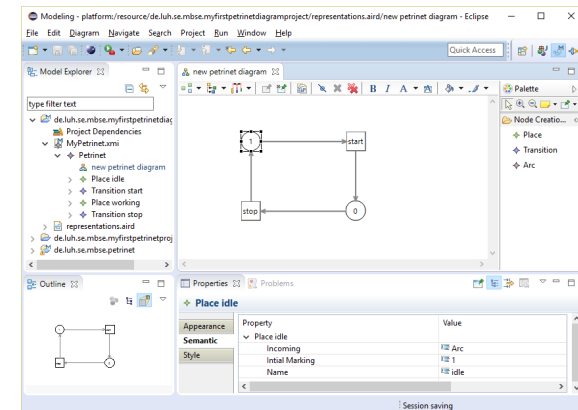 Modeling - platform:/resource/de.luh.se.mbse.myfirstpetrinetdiagramproject/representations.aird/new petrinet diagram - Eclipse
File Edit Diagram Navigate Search Project Run Window Help
Quick Access
Model Explorer
new petrinet diagram
Palette
type filter text
B I A
Node Creatio...
de.luh.se.mbse.myfirstpetrinetdiag
Project Dependencies
MyPetrinet.xmi
Petrinet
new petrinet diagram
Place idle
Transition start
Place working
Transition stop
representations.aird
de.luh.se.mbse.myfirstpetrinetproj
de.luh.se.mbse.petrinet
1
start
stop
0
Place
Transition
Arc
Outline
Properties
Problems
Place idle
Appearance
Semantic
Style
Property Value
Place idle
Incoming Arc
Intial Marking 1
Name idle
Session saving